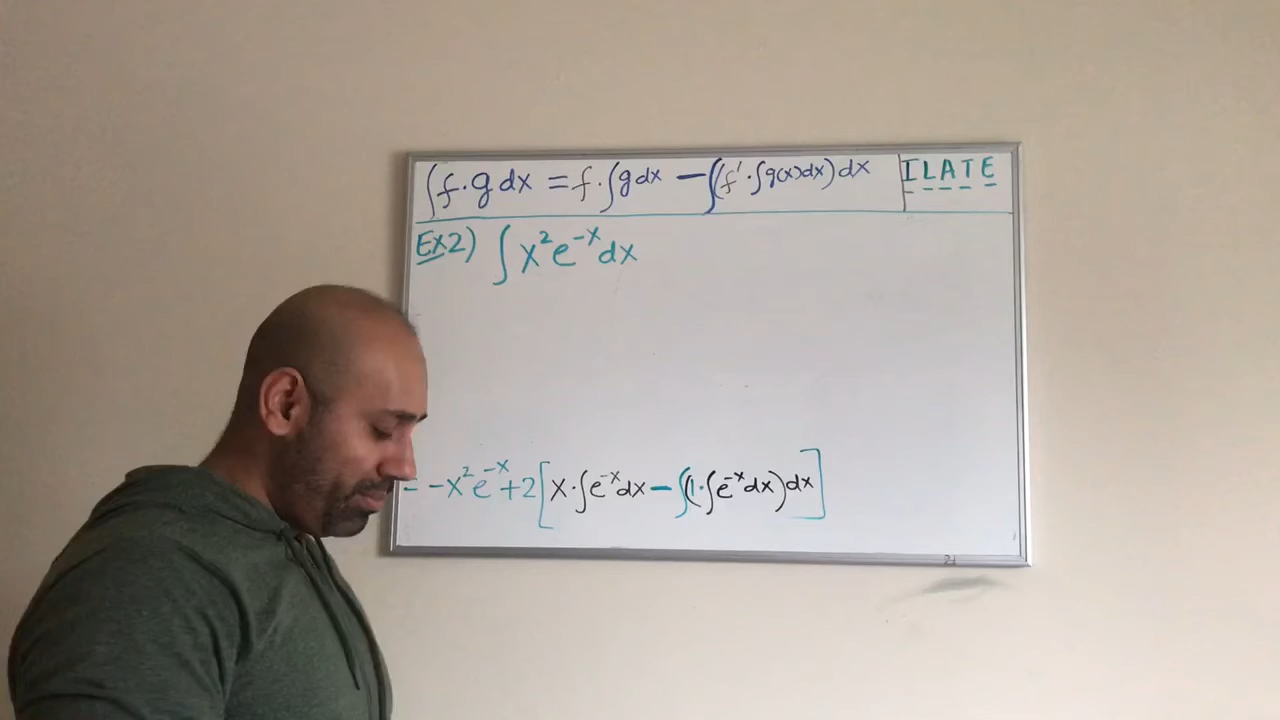 ∫f·g dx = f·∫g dx − ∫(f'·∫g(x)dx)dx
ILATE
Ex2) ∫x²e⁻ˣdx
= -x²e⁻ˣ+2[x·∫e⁻ˣdx − ∫(1·∫e⁻ˣdx)dx]